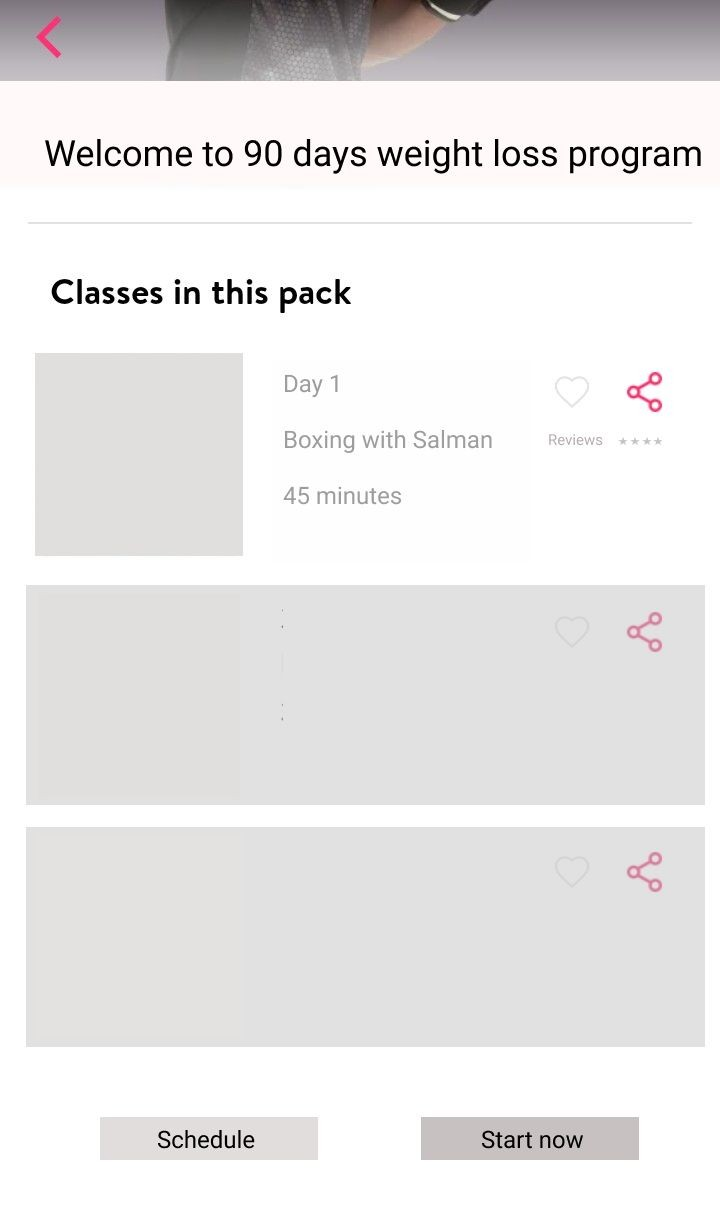 Welcome to 90 days weight loss program
Classes in this pack
Day 1
Boxing with Salman
Reviews ★★★★
45 minutes
Schedule
Start now